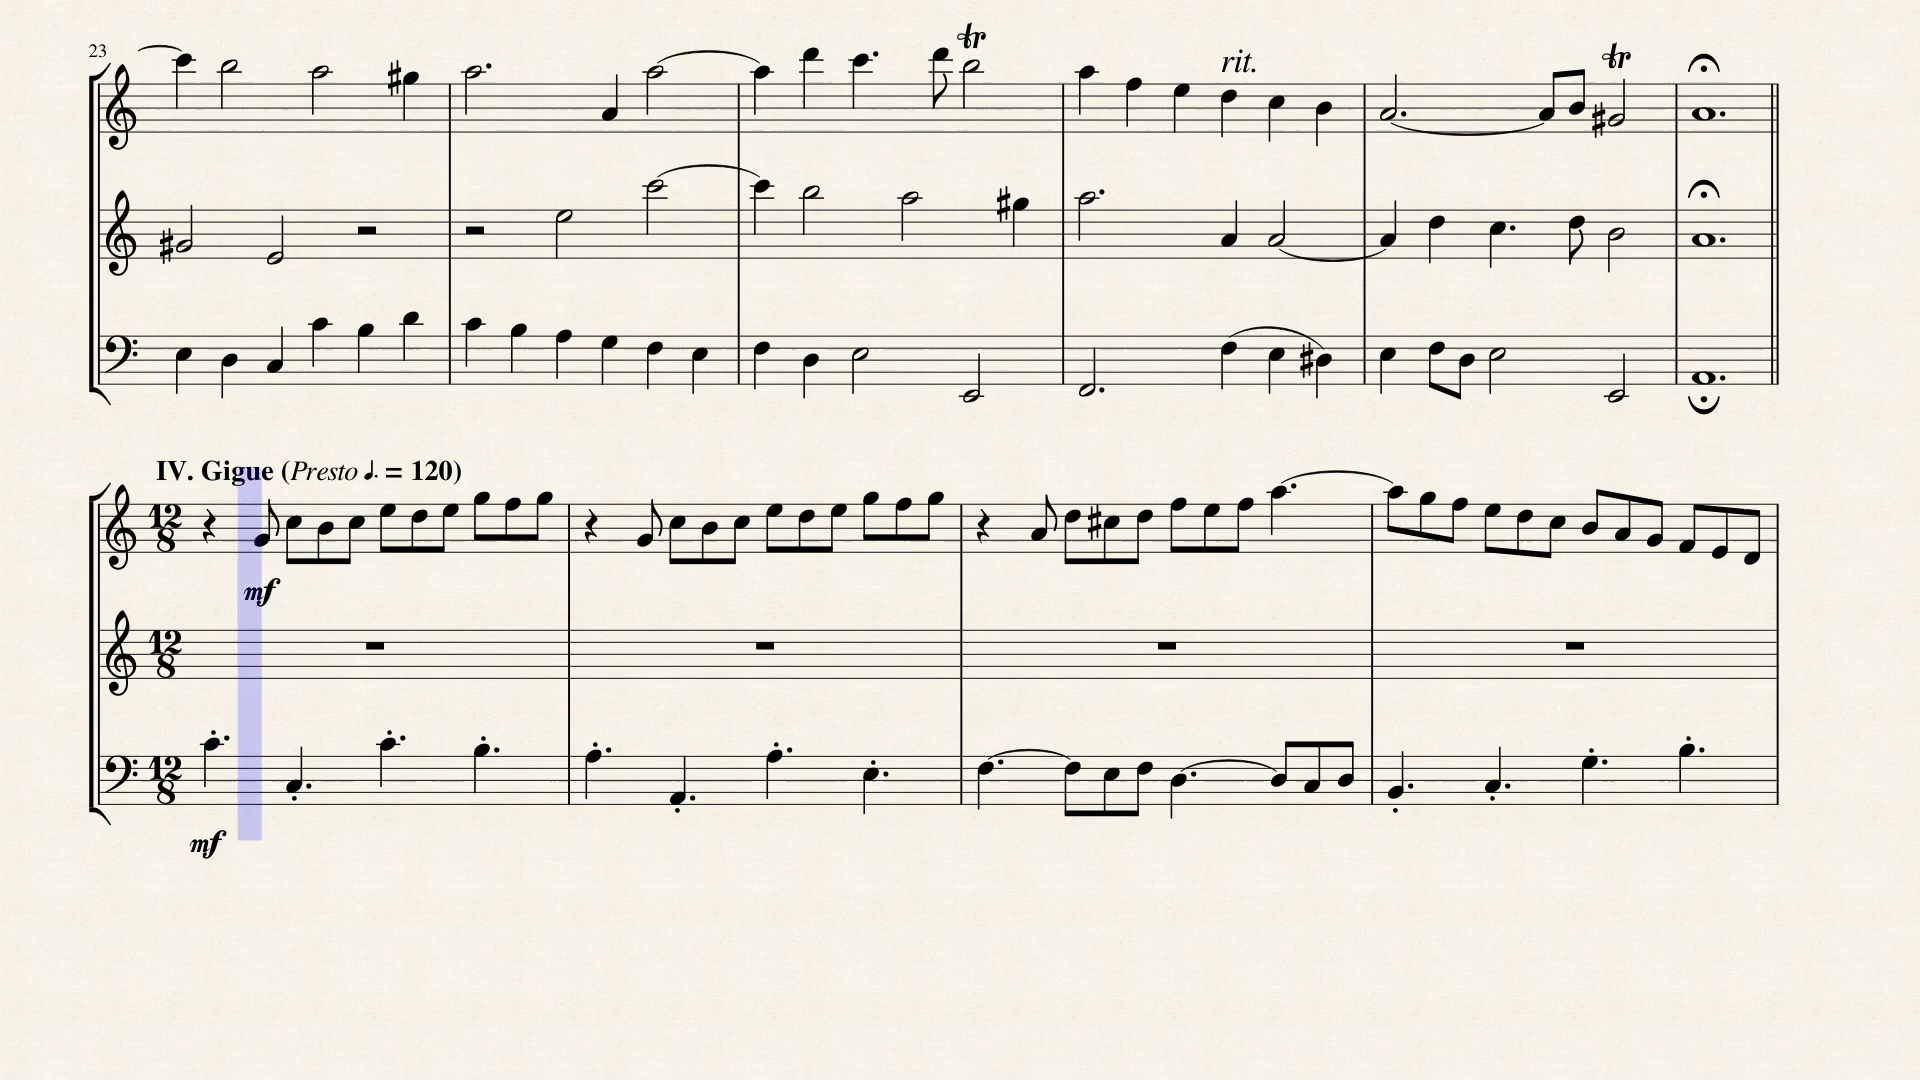 23
tr
rit.
tr
IV. Gigue (Presto ♩. = 120)
12
8
mf
12
8
12
8
mf